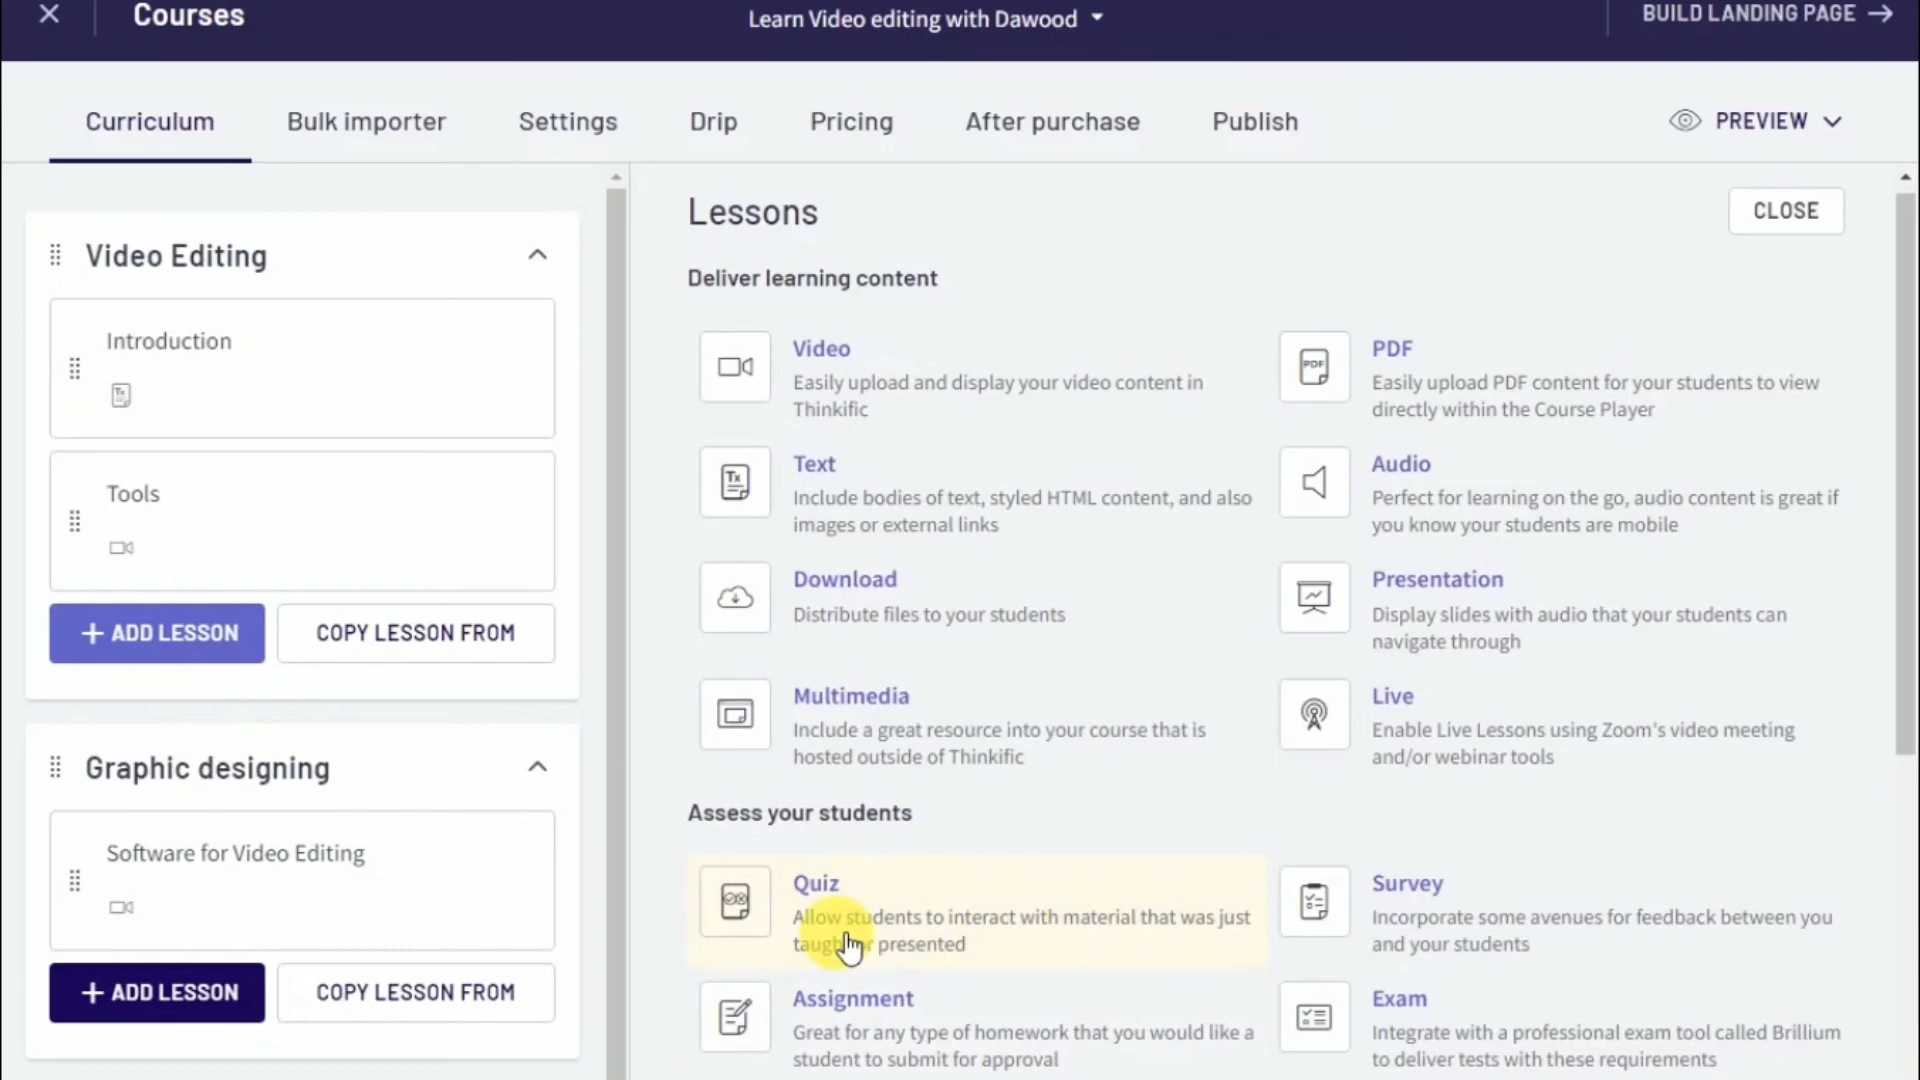 Courses
Learn Video editing with Dawood
BUILD LANDING PAGE
Curriculum
Bulk importer
Settings
Drip
Pricing
After purchase
Publish
PREVIEW
Video Editing
Introduction
Tx
Tools
+ ADD LESSON
COPY LESSON FROM
Graphic designing
Software for Video Editing
+ ADD LESSON
COPY LESSON FROM
Lessons
CLOSE
Deliver learning content
Video
Easily upload and display your video content in
Thinkific
PDF
PDF
Easily upload PDF content for your students to view
directly within the Course Player
Tx
Text
Include bodies of text, styled HTML content, and also
images or external links
Audio
Perfect for learning on the go, audio content is great if
you know your students are mobile
Download
Distribute files to your students
Presentation
Display slides with audio that your students can
navigate through
Multimedia
Include a great resource into your course that is
hosted outside of Thinkific
Live
Enable Live Lessons using Zoom's video meeting
and/or webinar tools
Assess your students
Quiz
Allow students to interact with material that was just
taught or presented
Survey
Incorporate some avenues for feedback between you
and your students
Assignment
Great for any type of homework that you would like a
student to submit for approval
Exam
Integrate with a professional exam tool called Brillium
to deliver tests with these requirements